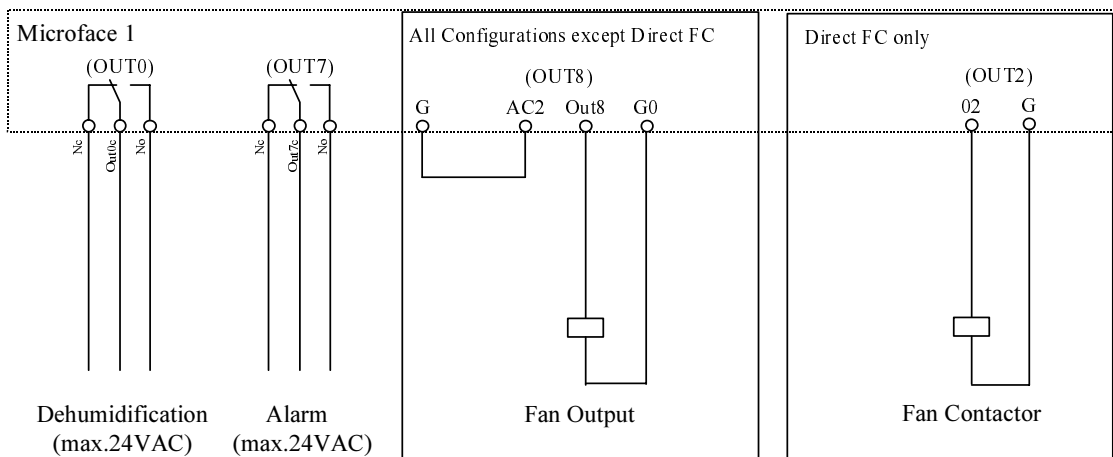 Microface 1
All Configurations except Direct FC
Direct FC only
(OUT0)
(OUT7)
(OUT8)
(OUT2)
G
AC2
Out8
G0
02
G
Nc
Out0c
No
Nc
Out7c
No
Dehumidification
(max.24VAC)
Alarm
(max.24VAC)
Fan Output
Fan Contactor